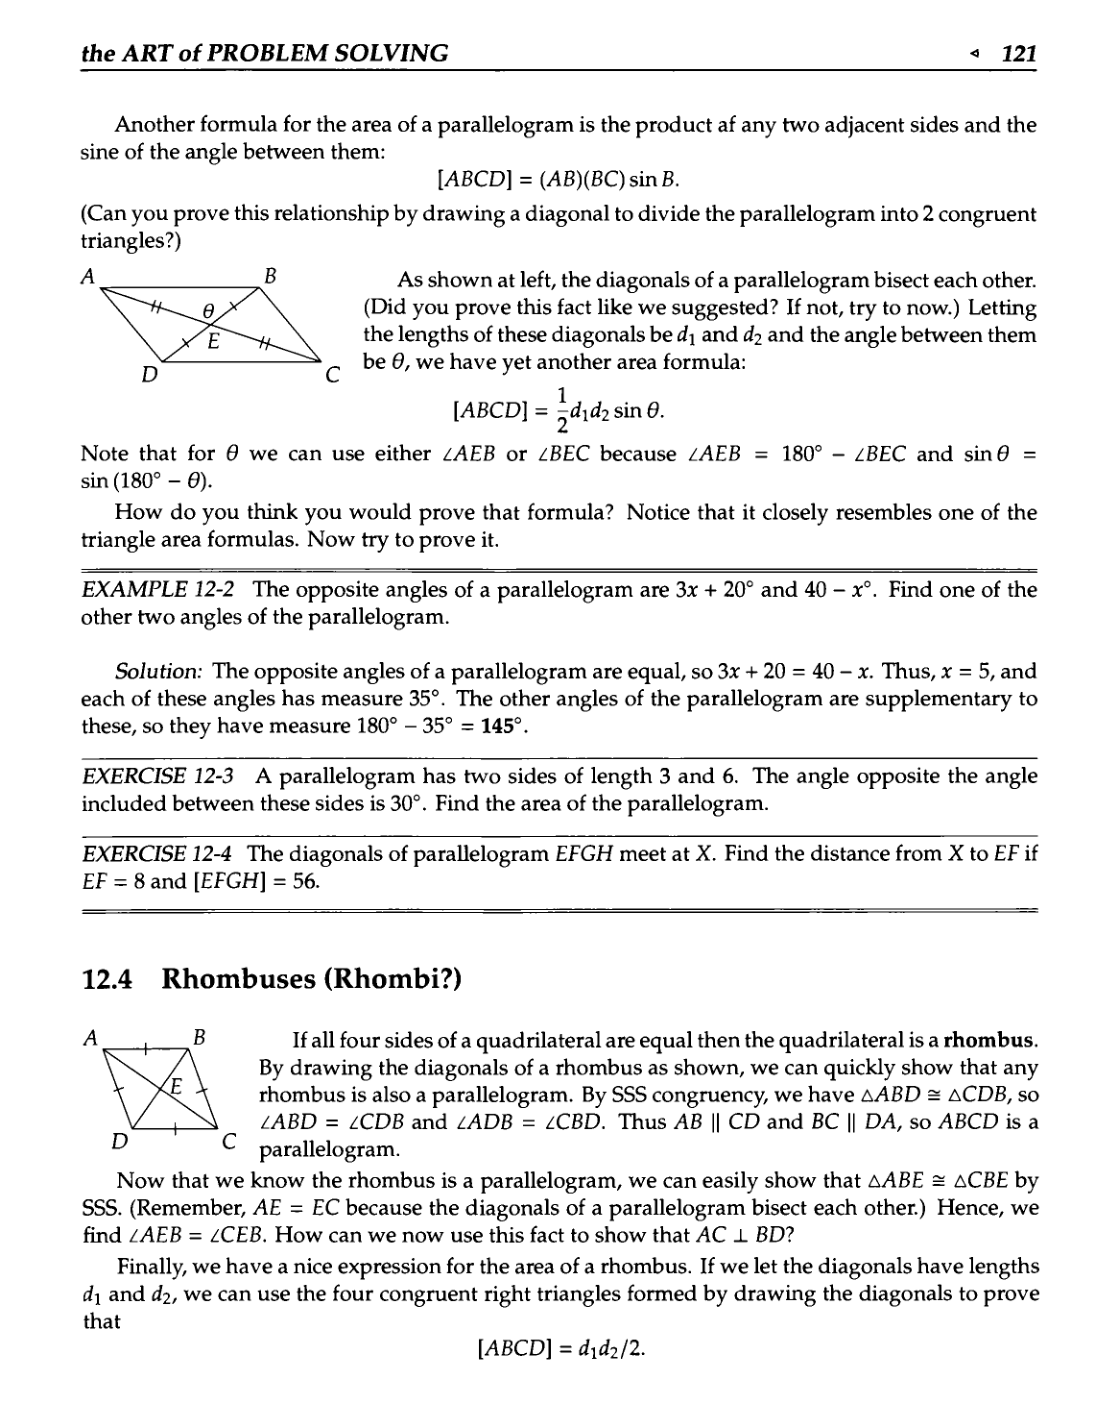 the ART of PROBLEM SOLVING ◁ 121
Another formula for the area of a parallelogram is the product af any two adjacent sides and the
sine of the angle between them:
[ABCD] = (AB)(BC) sin B.
(Can you prove this relationship by drawing a diagonal to divide the parallelogram into 2 congruent
triangles?)
A B
θ
E
D C
As shown at left, the diagonals of a parallelogram bisect each other.
(Did you prove this fact like we suggested? If not, try to now.) Letting
the lengths of these diagonals be d₁ and d₂ and the angle between them
be θ, we have yet another area formula:
[ABCD] = 1/2 d₁d₂ sin θ.
Note that for θ we can use either ∠AEB or ∠BEC because ∠AEB = 180° − ∠BEC and sin θ =
sin (180° − θ).
How do you think you would prove that formula? Notice that it closely resembles one of the
triangle area formulas. Now try to prove it.
EXAMPLE 12-2 The opposite angles of a parallelogram are 3x + 20° and 40 − x°. Find one of the
other two angles of the parallelogram.
Solution: The opposite angles of a parallelogram are equal, so 3x + 20 = 40 − x. Thus, x = 5, and
each of these angles has measure 35°. The other angles of the parallelogram are supplementary to
these, so they have measure 180° − 35° = 145°.
EXERCISE 12-3 A parallelogram has two sides of length 3 and 6. The angle opposite the angle
included between these sides is 30°. Find the area of the parallelogram.
EXERCISE 12-4 The diagonals of parallelogram EFGH meet at X. Find the distance from X to EF if
EF = 8 and [EFGH] = 56.
12.4 Rhombuses (Rhombi?)
A B
E
D C
If all four sides of a quadrilateral are equal then the quadrilateral is a rhombus.
By drawing the diagonals of a rhombus as shown, we can quickly show that any
rhombus is also a parallelogram. By SSS congruency, we have △ABD ≅ △CDB, so
∠ABD = ∠CDB and ∠ADB = ∠CBD. Thus AB ∥ CD and BC ∥ DA, so ABCD is a
parallelogram.
Now that we know the rhombus is a parallelogram, we can easily show that △ABE ≅ △CBE by
SSS. (Remember, AE = EC because the diagonals of a parallelogram bisect each other.) Hence, we
find ∠AEB = ∠CEB. How can we now use this fact to show that AC ⊥ BD?
Finally, we have a nice expression for the area of a rhombus. If we let the diagonals have lengths
d₁ and d₂, we can use the four congruent right triangles formed by drawing the diagonals to prove
that
[ABCD] = d₁d₂/2.